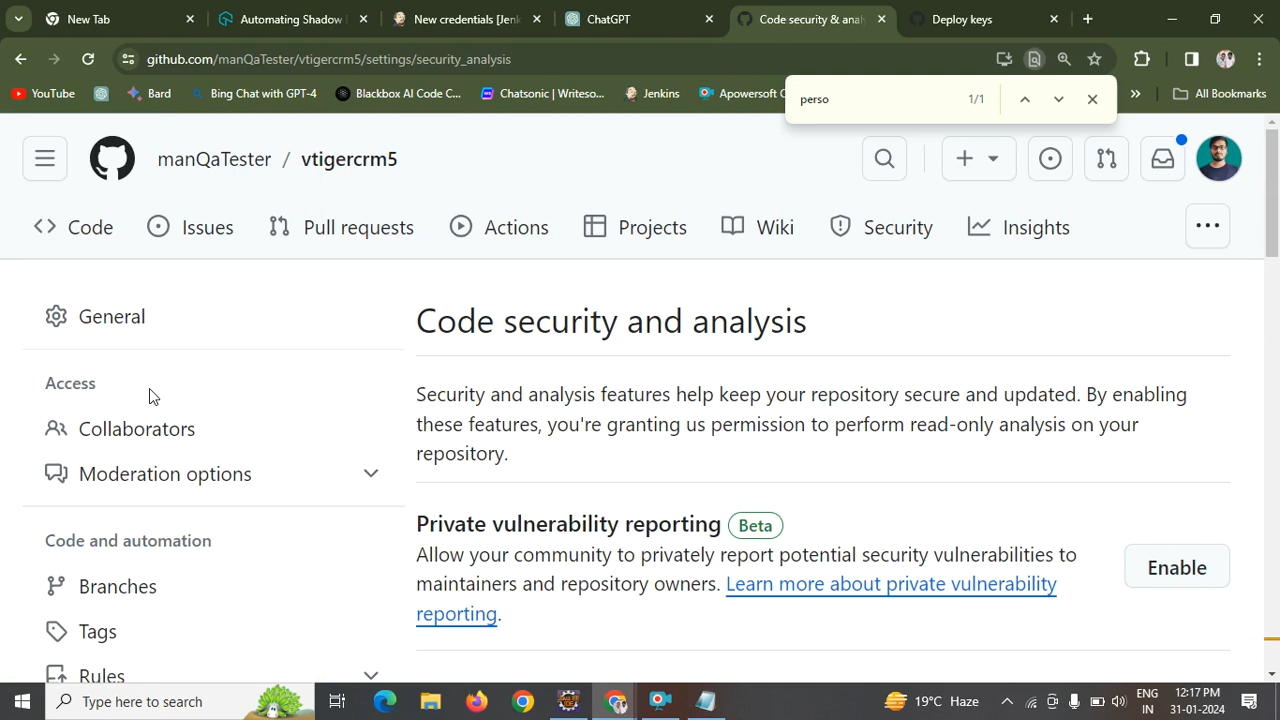 New Tab
Automating Shadow
New credentials [Jenk
ChatGPT
Code security & anal
Deploy keys
github.com/manQaTester/vtigercrm5/settings/security_analysis
YouTube
Bard
Bing Chat with GPT-4
Blackbox AI Code C...
Chatsonic | Writeso...
Jenkins
Apowersoft
All Bookmarks
perso 1/1
manQaTester / vtigercrm5
Code Issues Pull requests Actions Projects Wiki Security Insights
General
Access
Collaborators
Moderation options
Code and automation
Branches
Tags
Rules
Code security and analysis
Security and analysis features help keep your repository secure and updated. By enabling
these features, you're granting us permission to perform read-only analysis on your
repository.
Private vulnerability reporting Beta
Allow your community to privately report potential security vulnerabilities to
maintainers and repository owners. Learn more about private vulnerability
reporting.
Enable
Type here to search
19°C Haze
ENG
IN
12:17 PM
31-01-2024